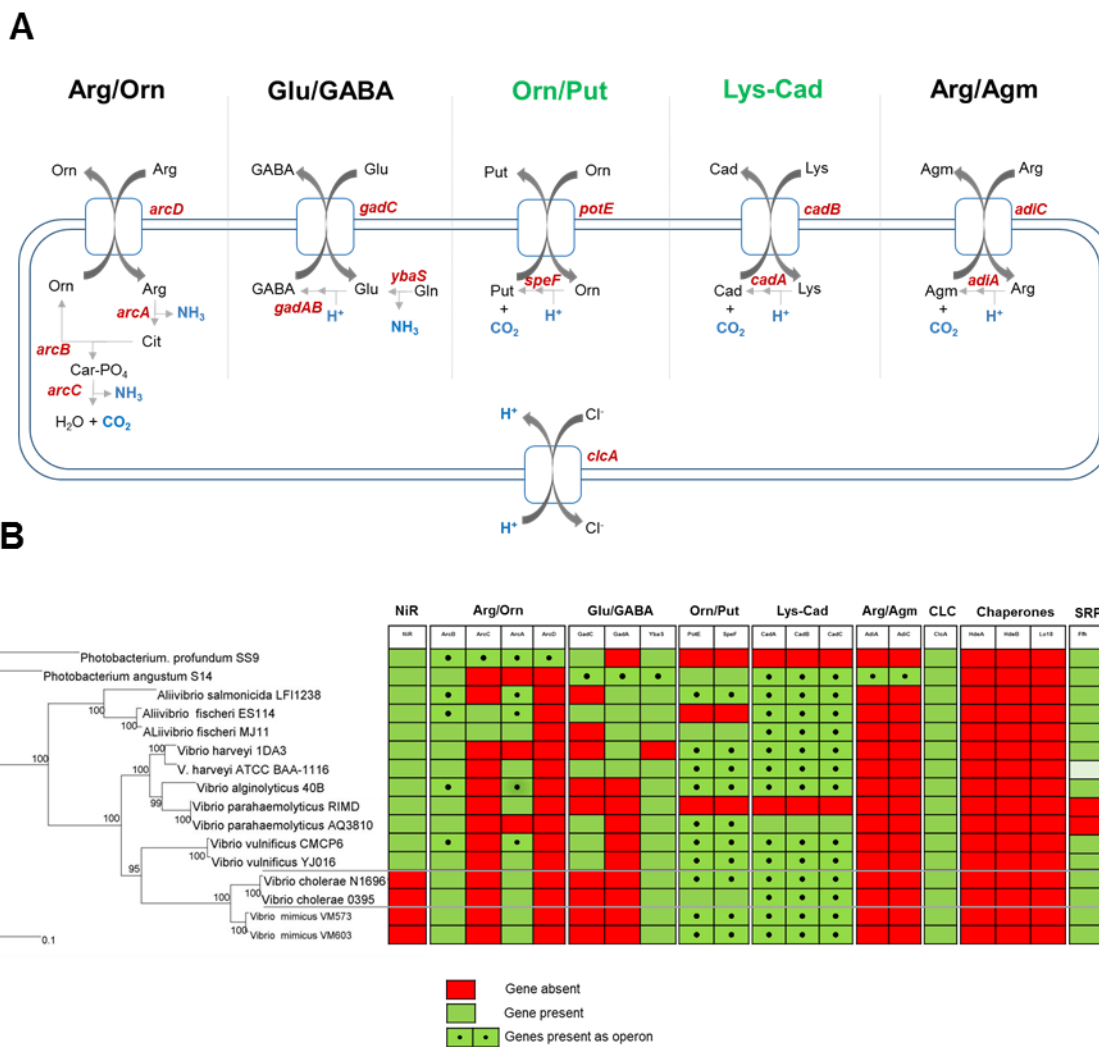 A
Arg/Orn Glu/GABA Orn/Put Lys-Cad Arg/Agm
Orn Arg GABA Glu Put Orn Cad Lys Agm Arg
arcD gadC potE cadB adiC
Orn Arg GABA Glu ybaS Gln Put speF Orn Cad cadA Lys Agm adiA Arg
arcA NH3 gadAB H+ NH3 + CO2 H+ + CO2 H+ + CO2 H+
arcB Cit
Car-PO4
arcC NH3
H2O + CO2
H+ Cl-
clcA
H+ Cl-
B
NiR Arg/Orn Glu/GABA Orn/Put Lys-Cad Arg/Agm CLC Chaperones SRP
NiR ArcB ArcC ArcA ArcD GadC GadA YbaS PotE SpeF CadA CadB CadC AdiA AdiC ClcA HdeA HdeB Lo18 Ffh
Photobacterium. profundum SS9
Photobacterium angustum S14
Aliivibrio salmonicida LFI1238
100
Aliivibrio fischeri ES114
100
ALiivibrio fischeri MJ11
100
Vibrio harveyi 1DA3
100
V. harveyi ATCC BAA-1116
100
Vibrio alginolyticus 40B
99
Vibrio parahaemolyticus RIMD
100
Vibrio parahaemolyticus AQ3810
100
Vibrio vulnificus CMCP6
100
Vibrio vulnificus YJ016
95
Vibrio cholerae N1696
100
100
Vibrio cholerae 0395
Vibrio mimicus VM573
100
Vibrio mimicus VM603
0.1
Gene absent
Gene present
Genes present as operon